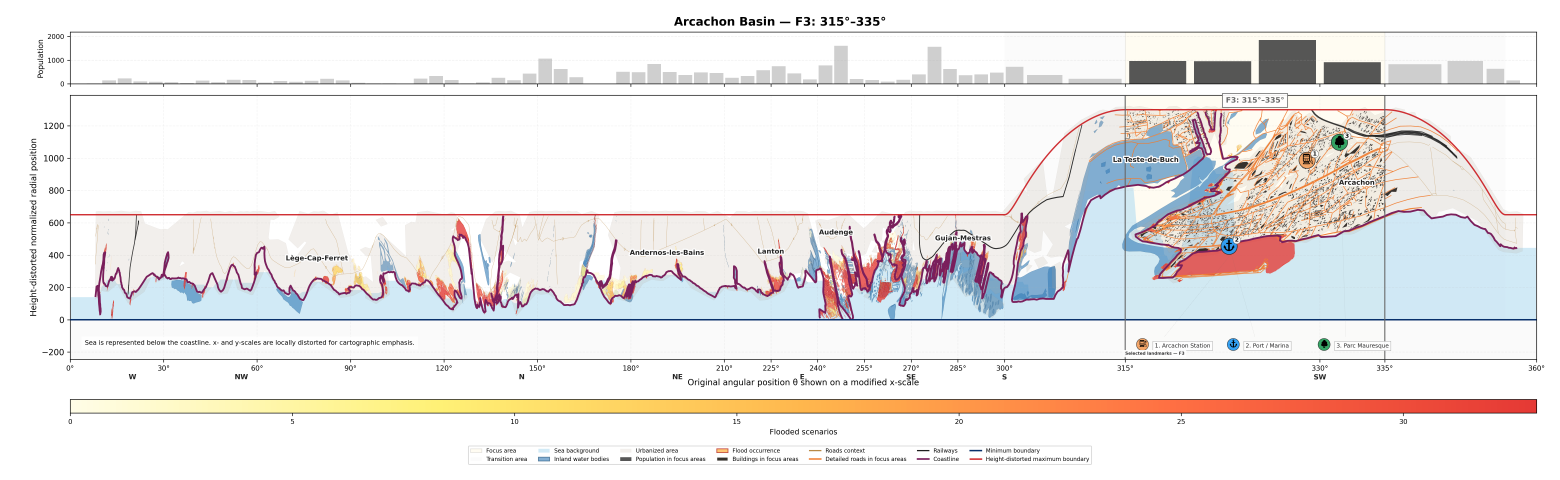 Arcachon Basin — F3: 315°–335°
Population
2000
1000
0
F3: 315°–335°
Height-distorted normalized radial position
1200
1000
800
600
400
200
0
−200
La Teste-de-Buch
Arcachon
Lège-Cap-Ferret
Andernos-les-Bains
Lanton
Audenge
Gujan-Mestras
3
2
Sea is represented below the coastline. x- and y-scales are locally distorted for cartographic emphasis.
1. Arcachon Station
2. Port / Marina
3. Parc Mauresque
Selected landmarks — F3
0° 30° 60° 90° 120° 150° 180° 210° 225° 240° 255° 270° 285° 300° 315° 330° 335° 360°
W NW N NE E SE S SW
Original angular position θ shown on a modified x-scale
0 5 10 15 20 25 30
Flooded scenarios
Focus area Sea background Urbanized area Flood occurrence Roads context Railways Minimum boundary
Transition area Inland water bodies Population in focus areas Buildings in focus areas Detailed roads in focus areas Coastline Height-distorted maximum boundary